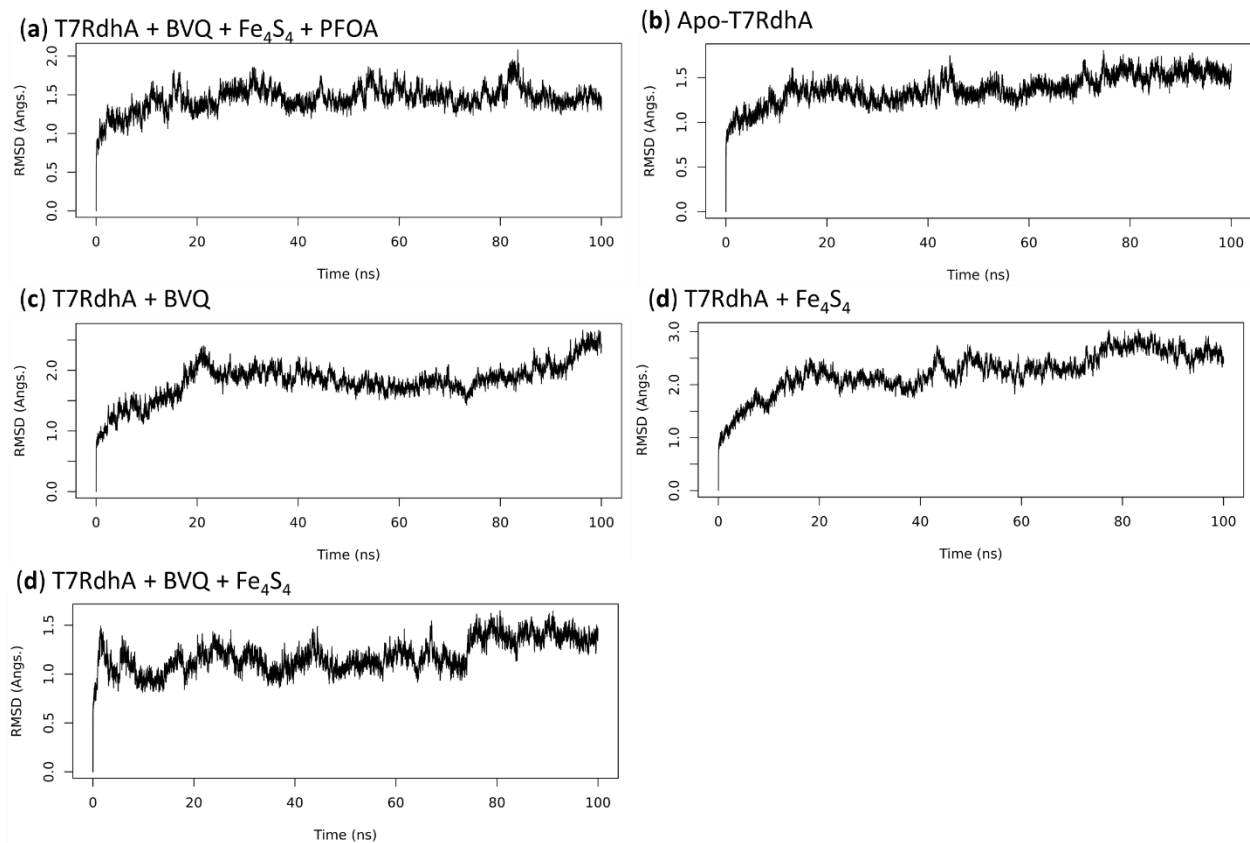 (a) T7RdhA + BVQ + Fe₄S₄ + PFOA
RMSD (Angs.)
2.0
1.5
1.0
0.5
0.0
0 20 40 60 80 100
Time (ns)
(b) Apo-T7RdhA
RMSD (Angs.)
1.5
1.0
0.5
0.0
0 20 40 60 80 100
Time (ns)
(c) T7RdhA + BVQ
RMSD (Angs.)
2.0
1.0
0.0
0 20 40 60 80 100
Time (ns)
(d) T7RdhA + Fe₄S₄
RMSD (Angs.)
3.0
2.0
1.0
0.0
0 20 40 60 80 100
Time (ns)
(d) T7RdhA + BVQ + Fe₄S₄
RMSD (Angs.)
1.5
1.0
0.5
0.0
0 20 40 60 80 100
Time (ns)